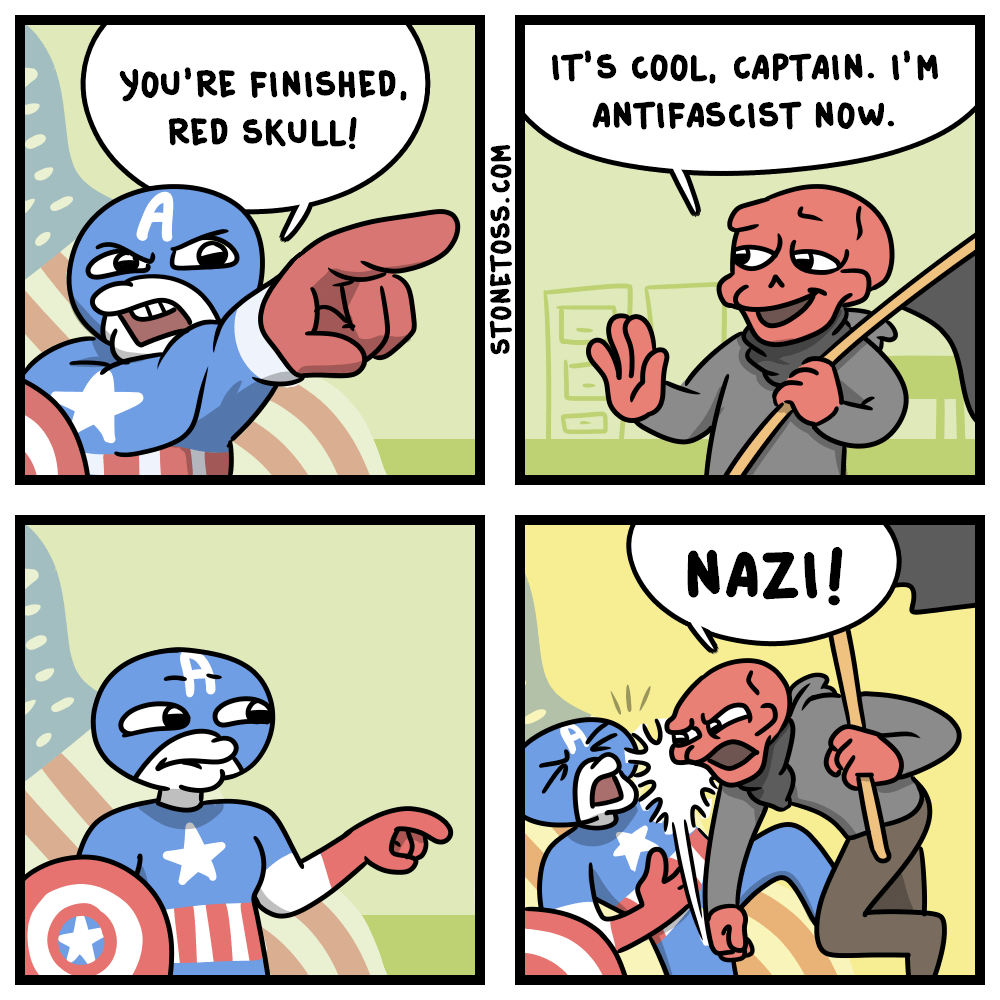 YOU'RE FINISHED,
RED SKULL!
IT'S COOL, CAPTAIN. I'M
ANTIFASCIST NOW.
STONETOSS.COM
A
A
NAZI!
A